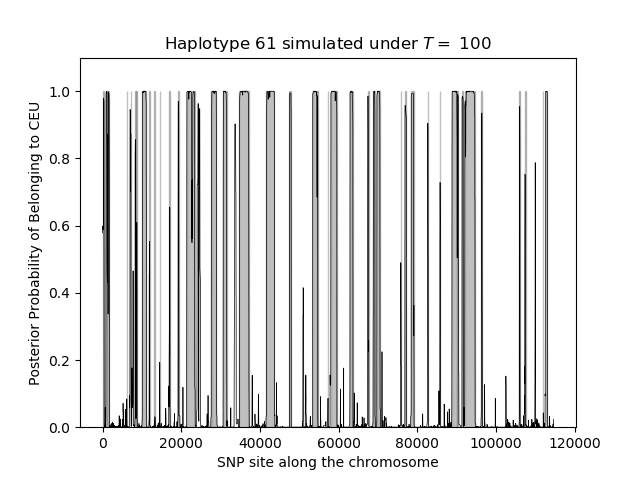 Haplotype 61 simulated under T = 100
Posterior Probability of Belonging to CEU
1.0
0.8
0.6
0.4
0.2
0.0
0 20000 40000 60000 80000 100000 120000
SNP site along the chromosome